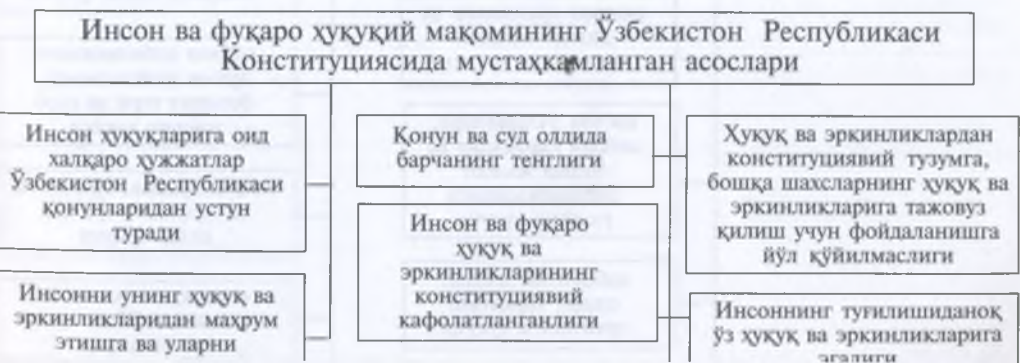 Инсон ва фуқаро ҳуқуқий мақомининг Ўзбекистон Республикаси
Конституциясида мустаҳкамланган асослари
Инсон ҳуқуқларига оид
халқаро ҳужжатлар
Ўзбекистон Республикаси
қонунларидан устун
туради
Қонун ва суд олдида
барчанинг тенглиги
Ҳуқуқ ва эркинликлардан
конституциявий тузумга,
бошқа шахсларнинг ҳуқуқ ва
эркинликларига тажовуз
қилиш учун фойдаланишга
йўл қўйилмаслиги
Инсон ва фуқаро
ҳуқуқ ва
эркинликларининг
конституциявий
кафолатланганлиги
Инсонни унинг ҳуқуқ ва
эркинликларидан маҳрум
этишга ва уларни
Инсоннинг туғилишиданоқ
ўз ҳуқуқ ва эркинликларига
эгалиги